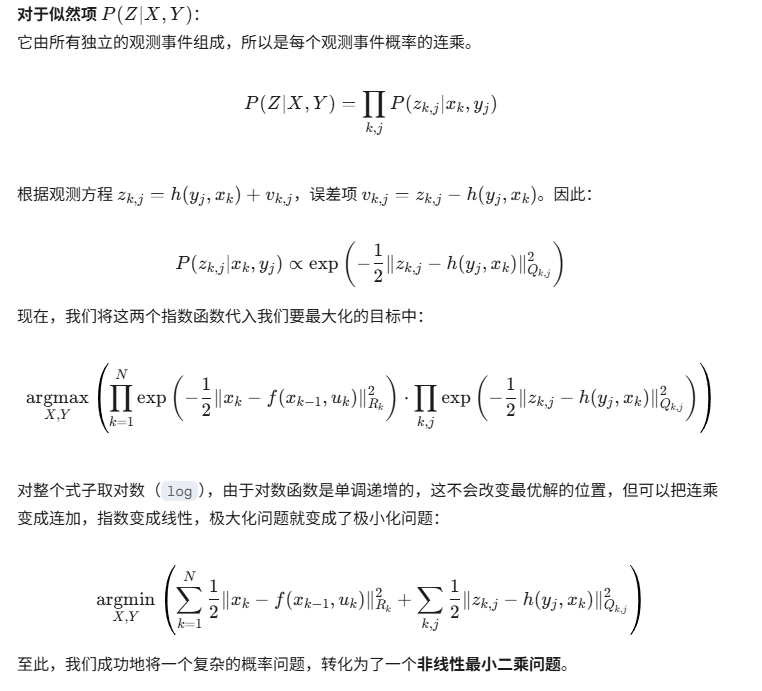 对于似然项 $P(Z|X,Y)$：
它由所有独立的观测事件组成，所以是每个观测事件概率的连乘。
$$P(Z|X,Y) = \prod_{k,j} P(z_{k,j}|x_k, y_j)$$
根据观测方程 $z_{k,j} = h(y_j, x_k) + v_{k,j}$，误差项 $v_{k,j} = z_{k,j} - h(y_j, x_k)$。因此：
$$P(z_{k,j}|x_k, y_j) \propto \exp\left(-\frac{1}{2}\|z_{k,j} - h(y_j, x_k)\|^2_{Q_{k,j}}\right)$$
现在，我们将这两个指数函数代入我们要最大化的目标中：
$$\underset{X,Y}{\operatorname{argmax}} \left(\prod_{k=1}^{N} \exp\left(-\frac{1}{2}\|x_k - f(x_{k-1}, u_k)\|^2_{R_k}\right) \cdot \prod_{k,j} \exp\left(-\frac{1}{2}\|z_{k,j} - h(y_j, x_k)\|^2_{Q_{k,j}}\right)\right)$$
对整个式子取对数（log），由于对数函数是单调递增的，这不会改变最优解的位置，但可以把连乘
变成连加，指数变成线性，极大化问题就变成了极小化问题：
$$\underset{X,Y}{\operatorname{argmin}} \left(\sum_{k=1}^{N} \frac{1}{2}\|x_k - f(x_{k-1}, u_k)\|^2_{R_k} + \sum_{k,j} \frac{1}{2}\|z_{k,j} - h(y_j, x_k)\|^2_{Q_{k,j}}\right)$$
至此，我们成功地将一个复杂的概率问题，转化为了一个非线性最小二乘问题。